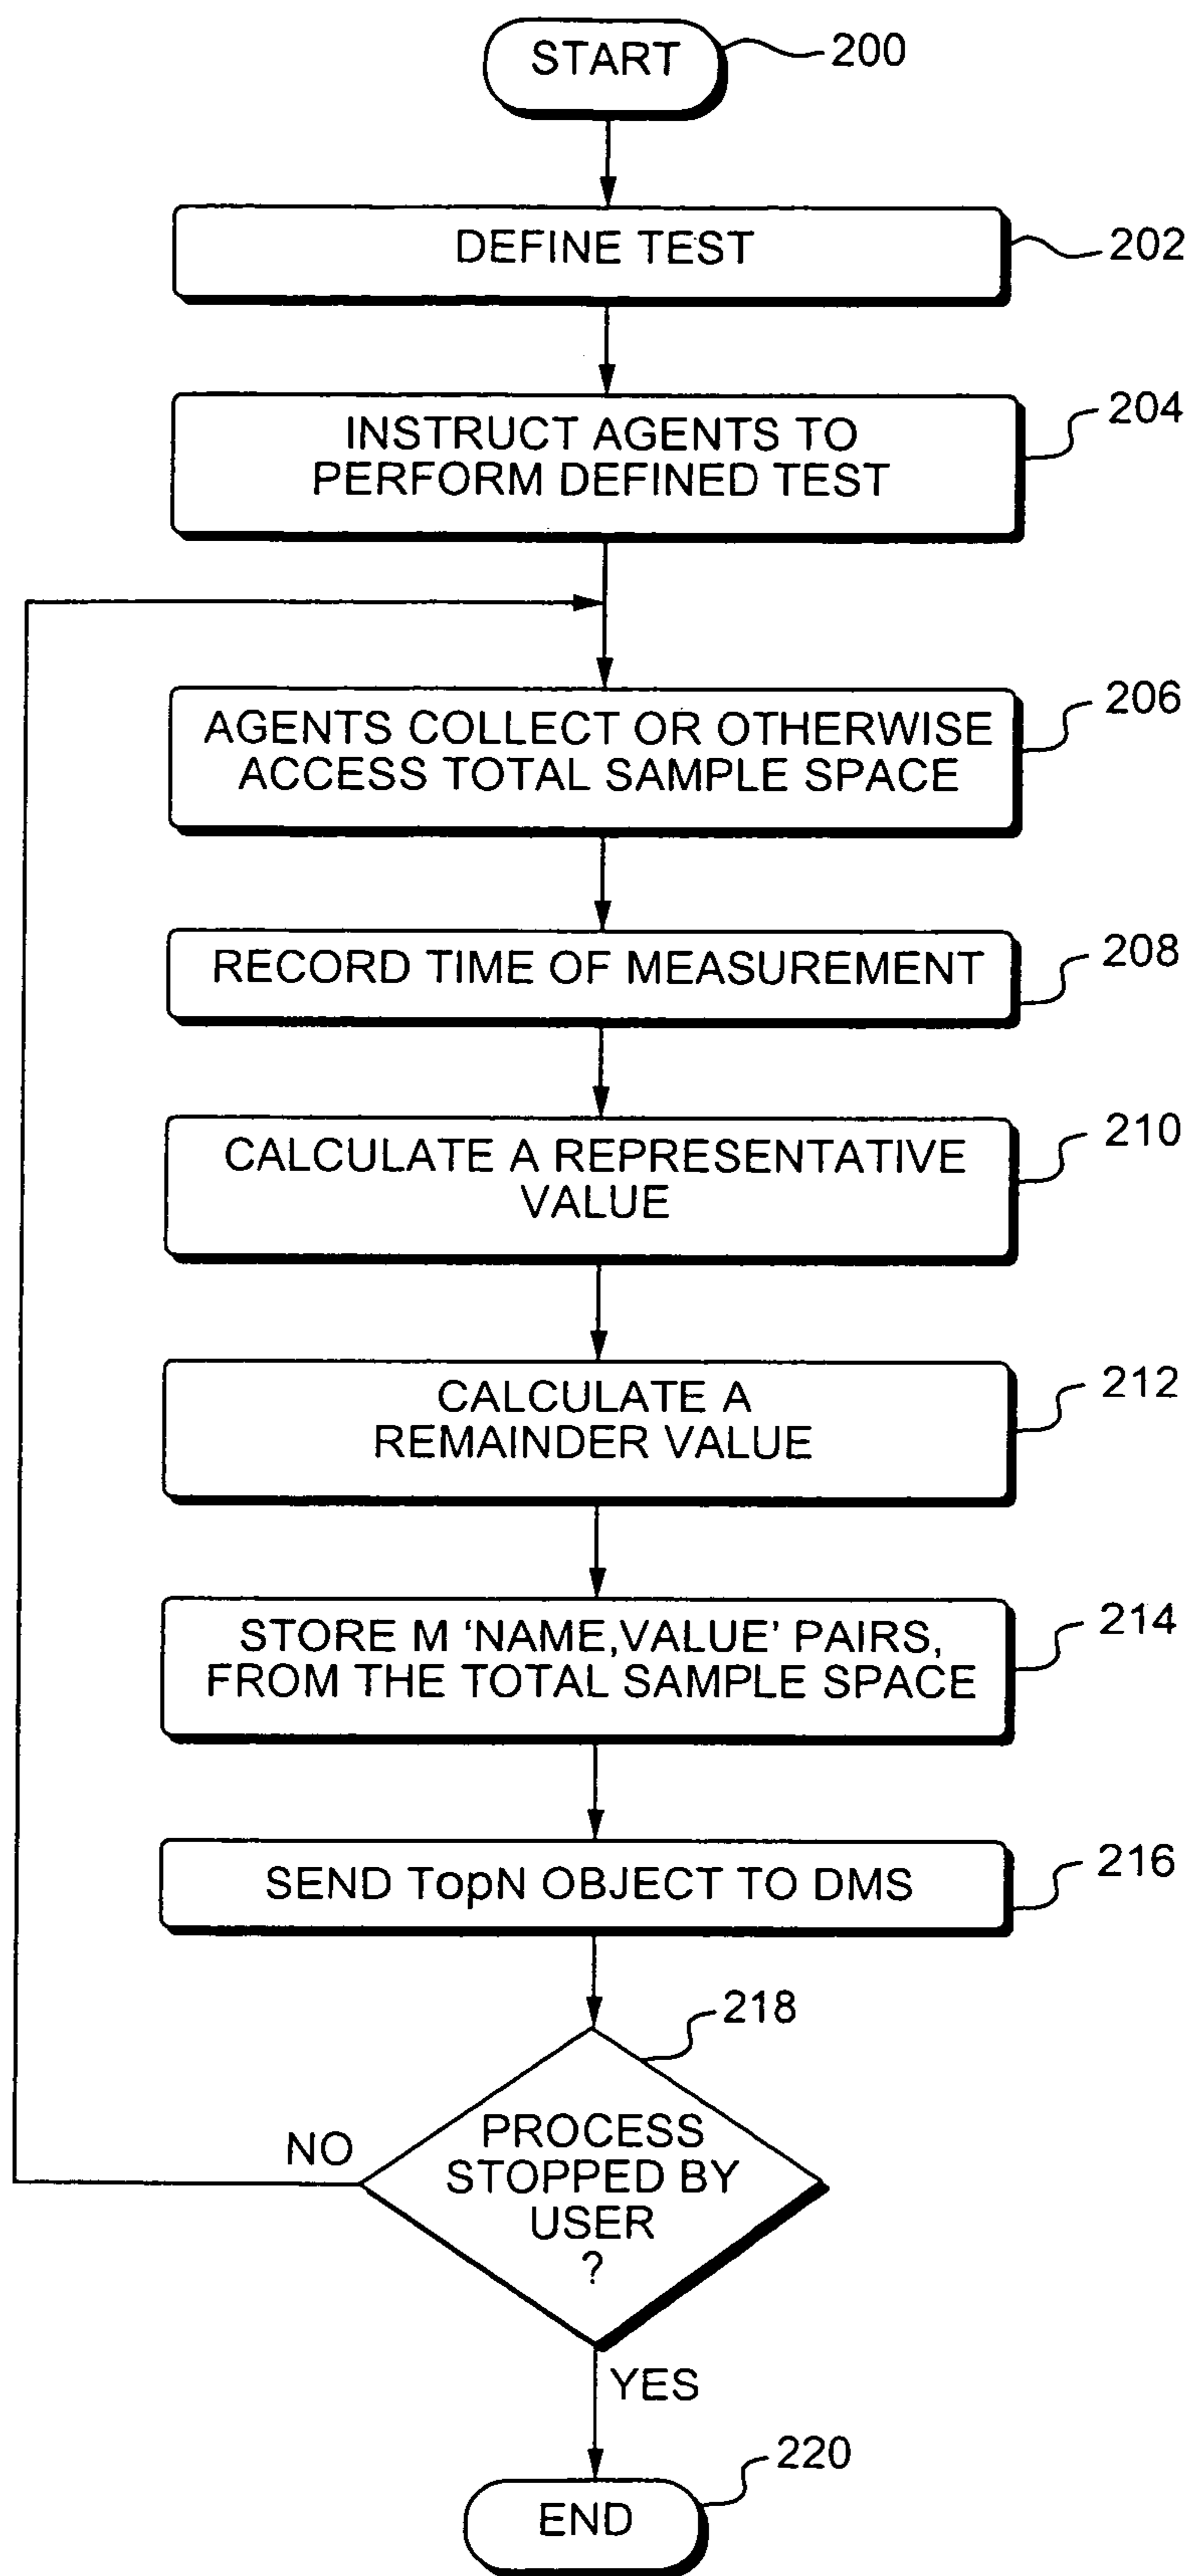 START
200
DEFINE TEST
202
INSTRUCT AGENTS TO
PERFORM DEFINED TEST
204
AGENTS COLLECT OR OTHERWISE
ACCESS TOTAL SAMPLE SPACE
206
RECORD TIME OF MEASUREMENT
208
CALCULATE A REPRESENTATIVE
VALUE
210
CALCULATE A
REMAINDER VALUE
212
STORE M ‘NAME,VALUE’ PAIRS,
FROM THE TOTAL SAMPLE SPACE
214
SEND TopN OBJECT TO DMS
216
218
PROCESS
STOPPED BY
USER
?
NO
YES
END
220